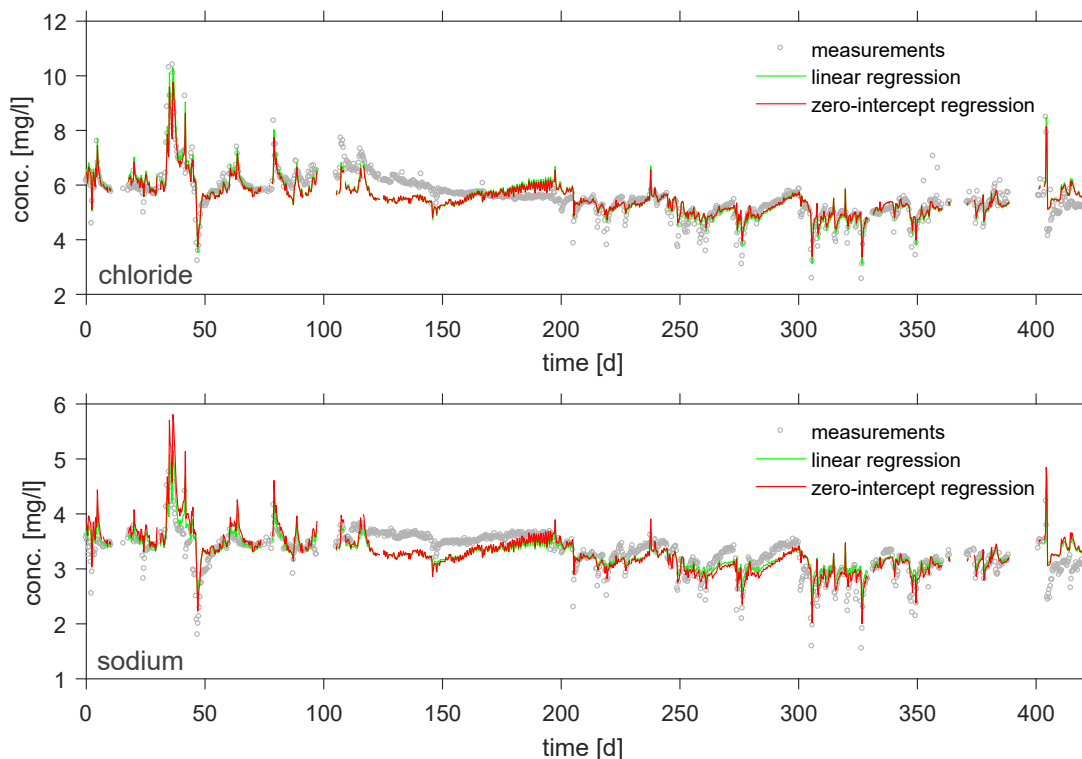 12
10
8
6
4
2
conc. [mg/l]
measurements
linear regression
zero-intercept regression
chloride
0 50 100 150 200 250 300 350 400
time [d]
6
5
4
3
2
1
conc. [mg/l]
measurements
linear regression
zero-intercept regression
sodium
0 50 100 150 200 250 300 350 400
time [d]